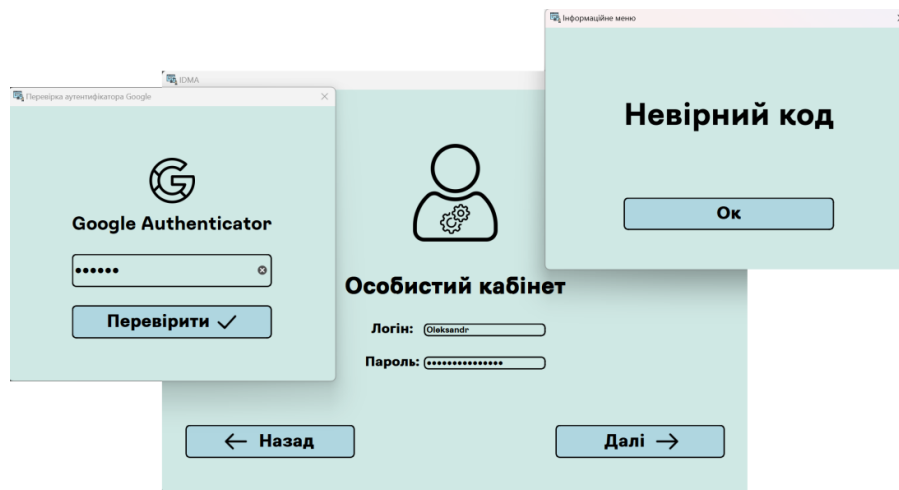 Інформаційне меню
Невірний код
Ок
IDMA
Перевірка аутентифікатора Google
Google Authenticator
••••••
Перевірити
Особистий кабінет
Логін: Oleksandr
Пароль: •••••••••••••••
← Назад
Далі →